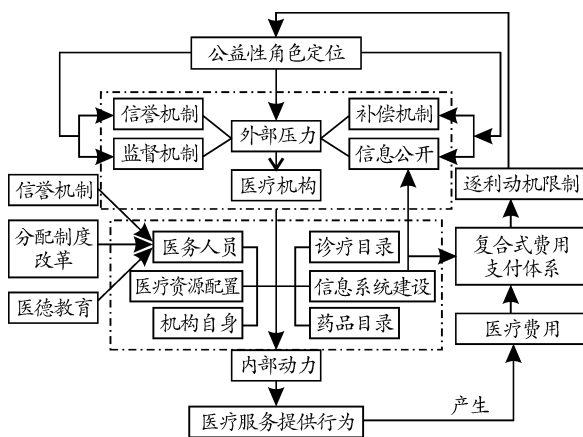 公益性角色定位
信誉机制
补偿机制
外部压力
监督机制
信息公开
医疗机构
逐利动机限制
信誉机制
分配制度
改革
医德教育
医务人员
诊疗目录
复合式费用
支付体系
医疗资源配置
信息系统建设
机构自身
药品目录
医疗费用
内部动力
医疗服务提供行为
产生